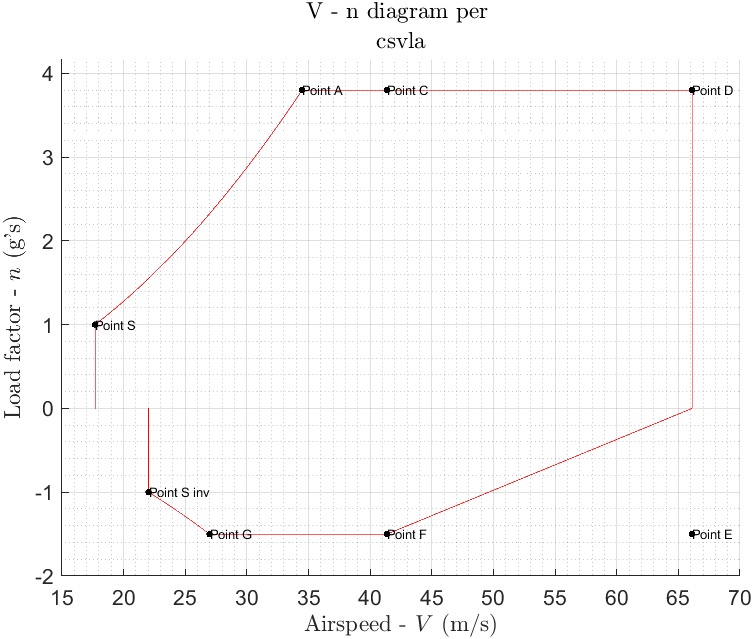 V - n diagram per
csvla
4
3
2
1
0
-1
-2
Load factor - n (g's)
Point A
Point C
Point D
Point S
Point S inv
Point G
Point F
Point E
15 20 25 30 35 40 45 50 55 60 65 70
Airspeed - V (m/s)